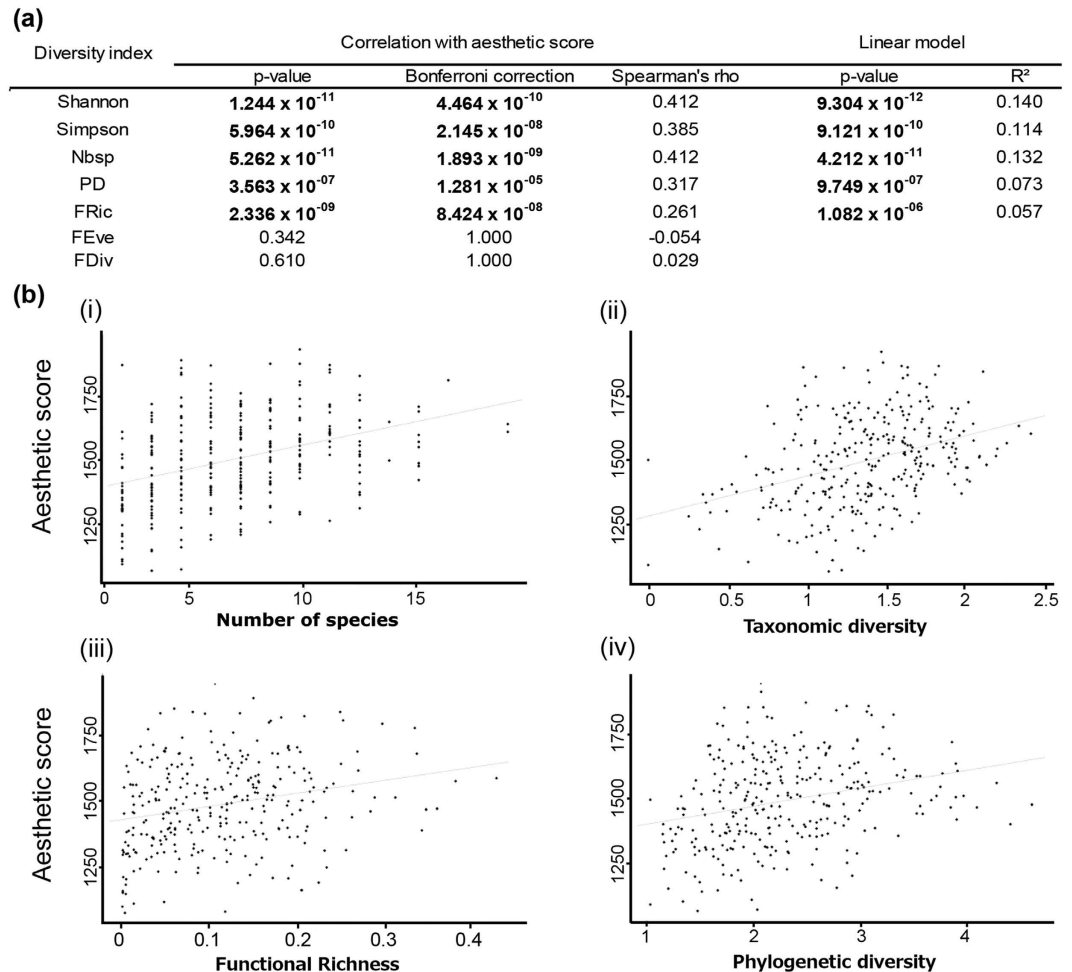 (a)
Diversity index Correlation with aesthetic score Linear model
p-value Bonferroni correction Spearman's rho p-value R²
Shannon 1.244 x 10⁻¹¹ 4.464 x 10⁻¹⁰ 0.412 9.304 x 10⁻¹² 0.140
Simpson 5.964 x 10⁻¹⁰ 2.145 x 10⁻⁰⁸ 0.385 9.121 x 10⁻¹⁰ 0.114
Nbsp 5.262 x 10⁻¹¹ 1.893 x 10⁻⁰⁹ 0.412 4.212 x 10⁻¹¹ 0.132
PD 3.563 x 10⁻⁰⁷ 1.281 x 10⁻⁰⁵ 0.317 9.749 x 10⁻⁰⁷ 0.073
FRic 2.336 x 10⁻⁰⁹ 8.424 x 10⁻⁰⁸ 0.261 1.082 x 10⁻⁰⁶ 0.057
FEve 0.342 1.000 -0.054
FDiv 0.610 1.000 0.029
(b)
(i)
Aesthetic score
1750
1500
1250
0 5 10 15
Number of species
(ii)
1750
1500
1250
0 0.5 1 1.5 2 2.5
Taxonomic diversity
(iii)
Aesthetic score
1750
1500
1250
0 0.1 0.2 0.3 0.4
Functional Richness
(iv)
1750
1500
1250
1 2 3 4
Phylogenetic diversity